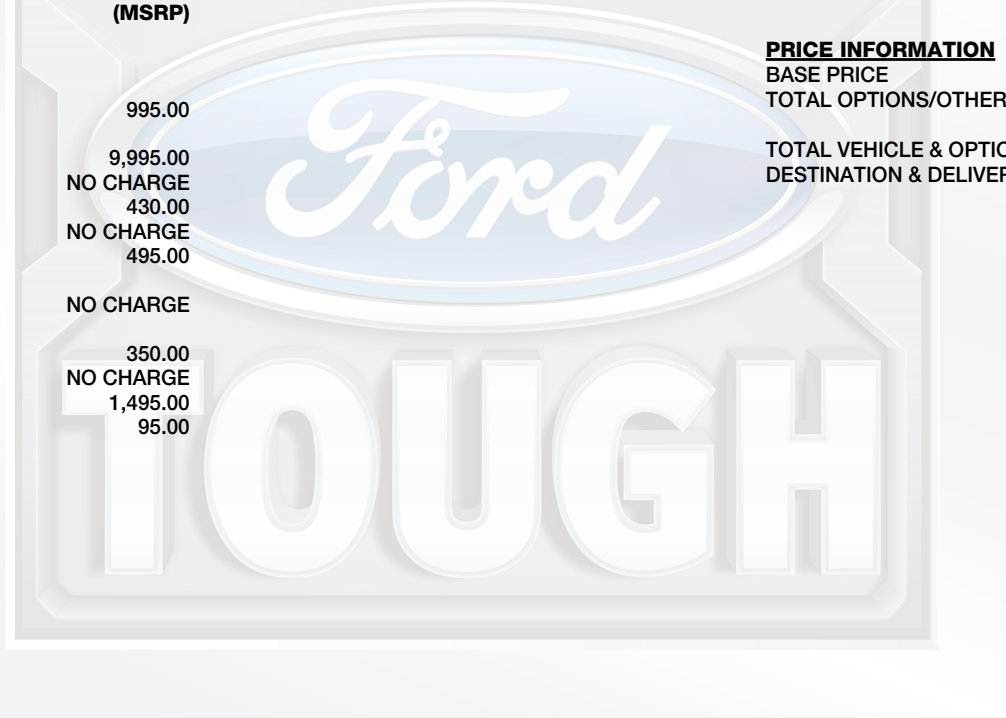 (MSRP)
995.00
9,995.00
NO CHARGE
430.00
NO CHARGE
495.00
NO CHARGE
350.00
NO CHARGE
1,495.00
95.00
PRICE INFORMATION
BASE PRICE
TOTAL OPTIONS/OTHER
TOTAL VEHICLE & OPTIO
DESTINATION & DELIVER
Ford
TOUGH